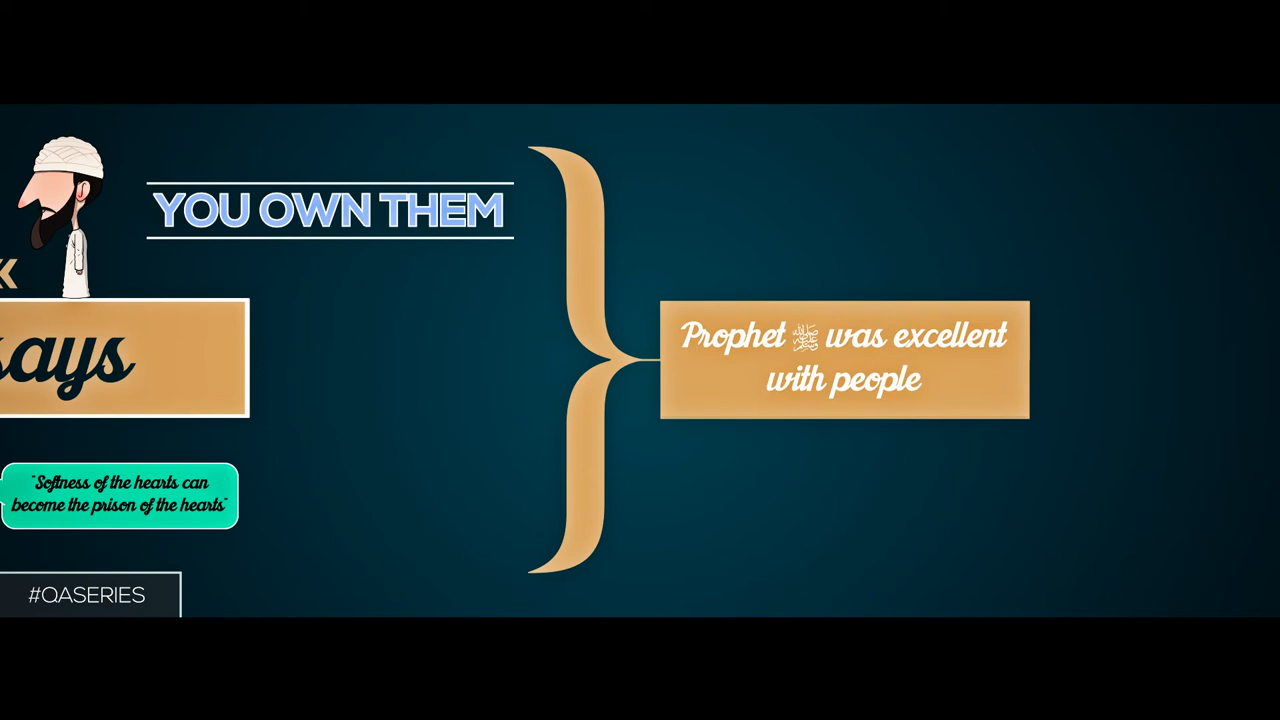 YOU OWN THEM
says
Prophet ﷺ was excellent
with people
"Softness of the hearts can
become the prison of the hearts"
#QASERIES